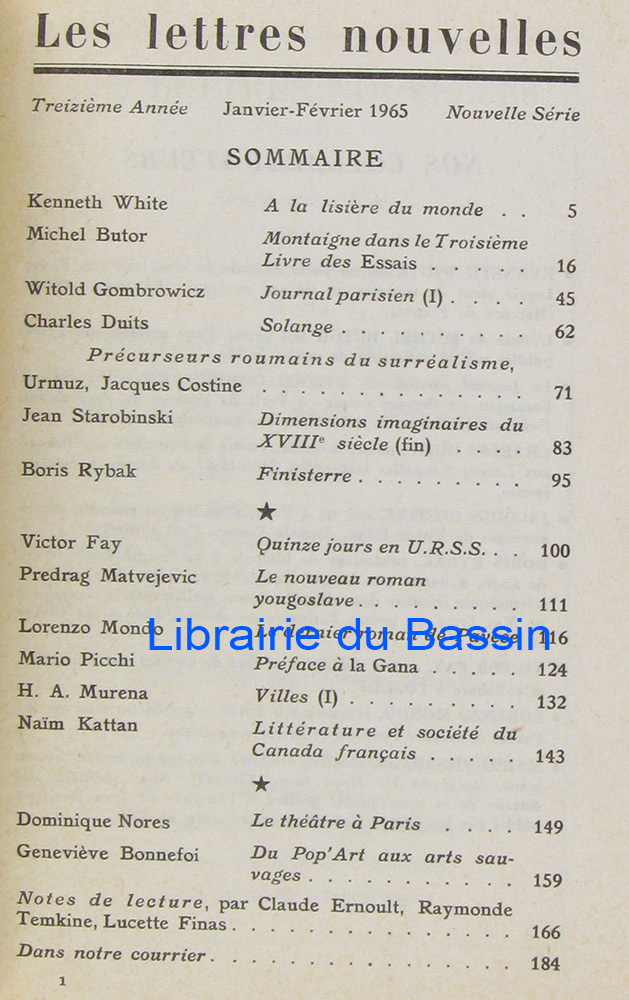 Les lettres nouvelles
Treizième Année Janvier-Février 1965 Nouvelle Série
SOMMAIRE
Kenneth White A la lisière du monde . . 5
Michel Butor Montaigne dans le Troisième
Livre des Essais . . . . . . 16
Witold Gombrowicz Journal parisien (I) . . . . 45
Charles Duits Solange . . . . . . . . . . 62
Précurseurs roumains du surréalisme,
Urmuz, Jacques Costine . . . . . . . . . . . . . . 71
Jean Starobinski Dimensions imaginaires du
XVIIIe siècle (fin) . . . . 83
Boris Rybak Finisterre . . . . . . . . . 95
★
Victor Fay Quinze jours en U.R.S.S. . . 100
Predrag Matvejevic Le nouveau roman
yougoslave . . . . . . . . . 111
Lorenzo Mondo Le dernier roman de Pavese 116
Librairie du Bassin
Mario Picchi Préface à la Gana . . . . . 124
H. A. Murena Villes (I) . . . . . . . . . 132
Naïm Kattan Littérature et société du
Canada français . . . . . 143
★
Dominique Nores Le théâtre à Paris . . . . 149
Geneviève Bonnefoi Du Pop'Art aux arts sau-
vages . . . . . . . . . . . 159
Notes de lecture, par Claude Ernoult, Raymonde
Temkine, Lucette Finas . . . . . . . . . . . . . . . 166
Dans notre courrier . . . . . . . . . . . . . . . . 184
1